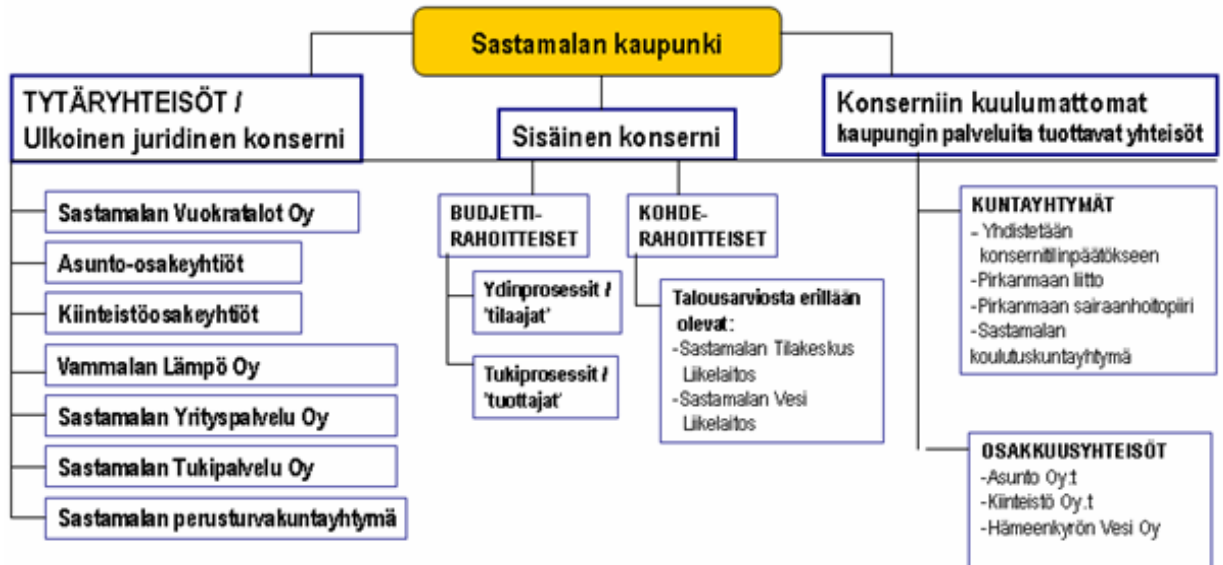 Sastamalan kaupunki
TYTÄRYHTEISÖT /
Ulkoinen juridinen konserni
Sastamalan Vuokratalot Oy
Asunto-osakeyhtiöt
Kiinteistöosakeyhtiöt
Vammalan Lämpö Oy
Sastamalan Yrityspalvelu Oy
Sastamalan Tukipalvelu Oy
Sastamalan perusturvakuntayhtymä
Sisäinen konserni
BUDJETTI-
RAHOITTEISET
Ydinprosessit /
'tilaajat'
Tukiprosessit /
'tuottajat'
KOHDE-
RAHOITTEISET
Talousarviosta erillään
olevat:
-Sastamalan Tilakeskus
Liikelaitos
-Sastamalan Vesi
Liikelaitos
Konserniin kuulumattomat
kaupungin palveluita tuottavat yhteisöt
KUNTAYHTYMÄT
- Yhdistetään
konsernitilinpäätökseen
-Pirkanmaan liitto
-Pirkanmaan sairaanhoitopiiri
-Sastamalan
koulutuskuntayhtymä
OSAKKUUSYHTEISÖT
-Asunto Oy:t
-Kiinteistö Oy.t
-Hämeenkyrön Vesi Oy